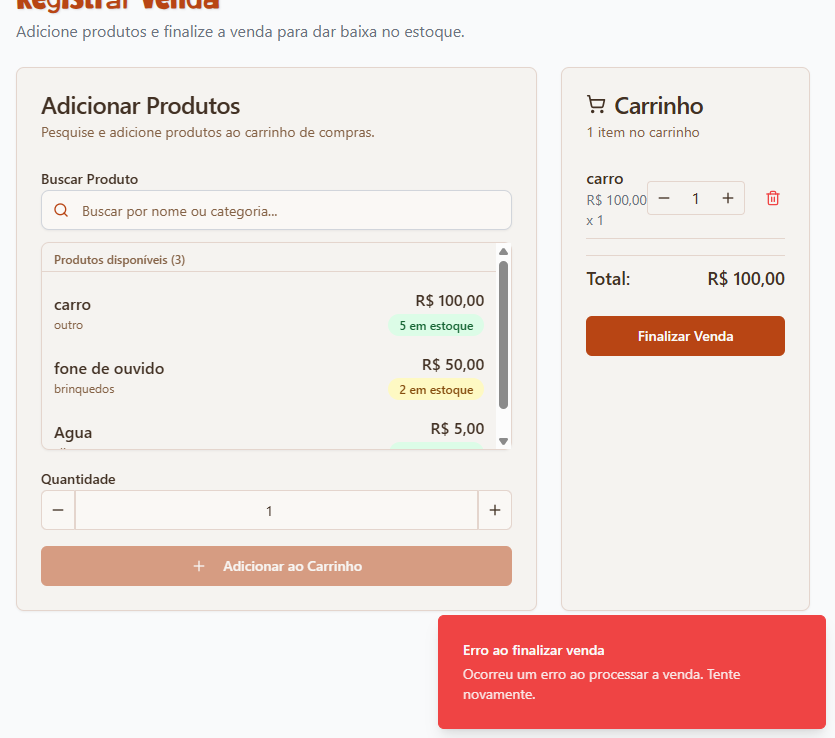 Registrar Venda
Adicione produtos e finalize a venda para dar baixa no estoque.
Adicionar Produtos
Pesquise e adicione produtos ao carrinho de compras.
Buscar Produto
Buscar por nome ou categoria...
Produtos disponíveis (3)
carro
R$ 100,00
outro
5 em estoque
fone de ouvido
R$ 50,00
brinquedos
2 em estoque
Agua
R$ 5,00
Quantidade
1
Adicionar ao Carrinho
Carrinho
1 item no carrinho
carro
R$ 100,00
x 1
1
Total:
R$ 100,00
Finalizar Venda
Erro ao finalizar venda
Ocorreu um erro ao processar a venda. Tente
novamente.